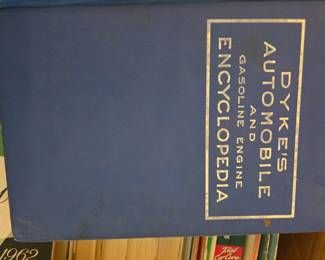 DYKE'S
AUTOMOBILE
AND
GASOLINE ENGINE
ENCYCLOPEDIA
1962